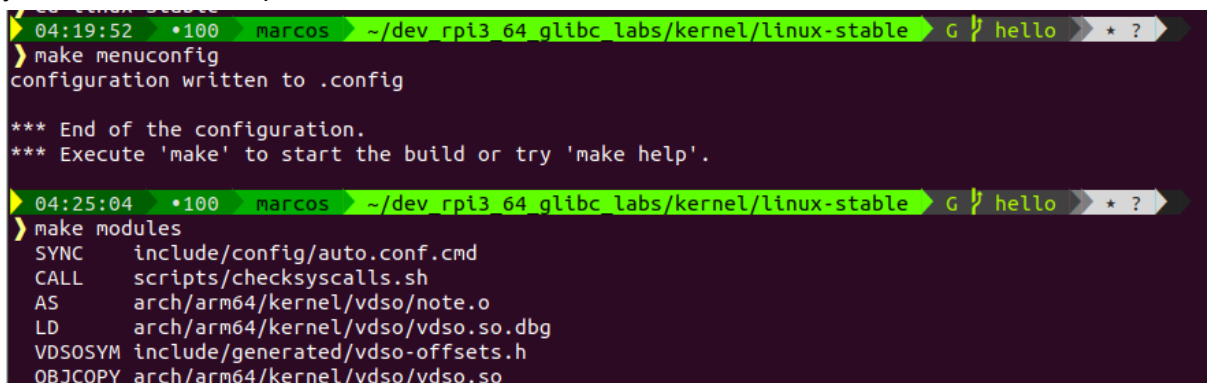 cd linux-stable
04:19:52 •100 marcos ~/dev_rpi3_64_glibc_labs/kernel/linux-stable G hello * ?
❯ make menuconfig
configuration written to .config
*** End of the configuration.
*** Execute 'make' to start the build or try 'make help'.
04:25:04 •100 marcos ~/dev_rpi3_64_glibc_labs/kernel/linux-stable G hello * ?
❯ make modules
SYNC include/config/auto.conf.cmd
CALL scripts/checksyscalls.sh
AS arch/arm64/kernel/vdso/note.o
LD arch/arm64/kernel/vdso/vdso.so.dbg
VDSOSYM include/generated/vdso-offsets.h
OBJCOPY arch/arm64/kernel/vdso/vdso.so